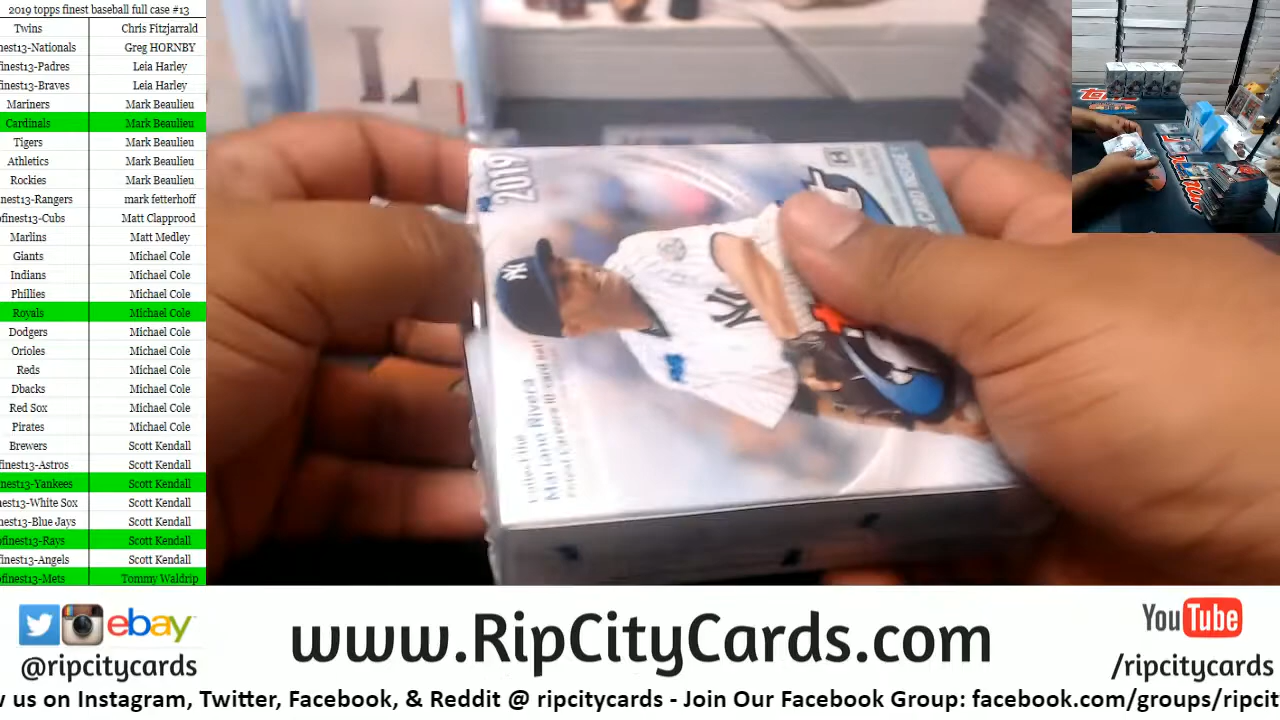 2019 topps finest baseball full case #13
Twins Chris Fitzjarrald
nest13-Nationals Greg HORNBY
finest13-Padres Leia Harley
finest13-Braves Leia Harley
Mariners Mark Beaulieu
Cardinals Mark Beaulieu
Tigers Mark Beaulieu
Athletics Mark Beaulieu
Rockies Mark Beaulieu
nest13-Rangers mark fetterhoff
finest13-Cubs Matt Clapprood
Marlins Matt Medley
Giants Michael Cole
Indians Michael Cole
Phillies Michael Cole
Royals Michael Cole
Dodgers Michael Cole
Orioles Michael Cole
Reds Michael Cole
Dbacks Michael Cole
Red Sox Michael Cole
Pirates Michael Cole
Brewers Scott Kendall
finest13-Astros Scott Kendall
finest13-Yankees Scott Kendall
nest13-White Sox Scott Kendall
nest13-Blue Jays Scott Kendall
finest13-Rays Scott Kendall
finest13-Angels Scott Kendall
finest13-Mets Tommy Waldrip
2019
NY
Mariano Rivera
ebay
@ripcitycards
www.RipCityCards.com
YouTube
/ripcitycards
w us on Instagram, Twitter, Facebook, & Reddit @ ripcitycards - Join Our Facebook Group: facebook.com/groups/ripcit